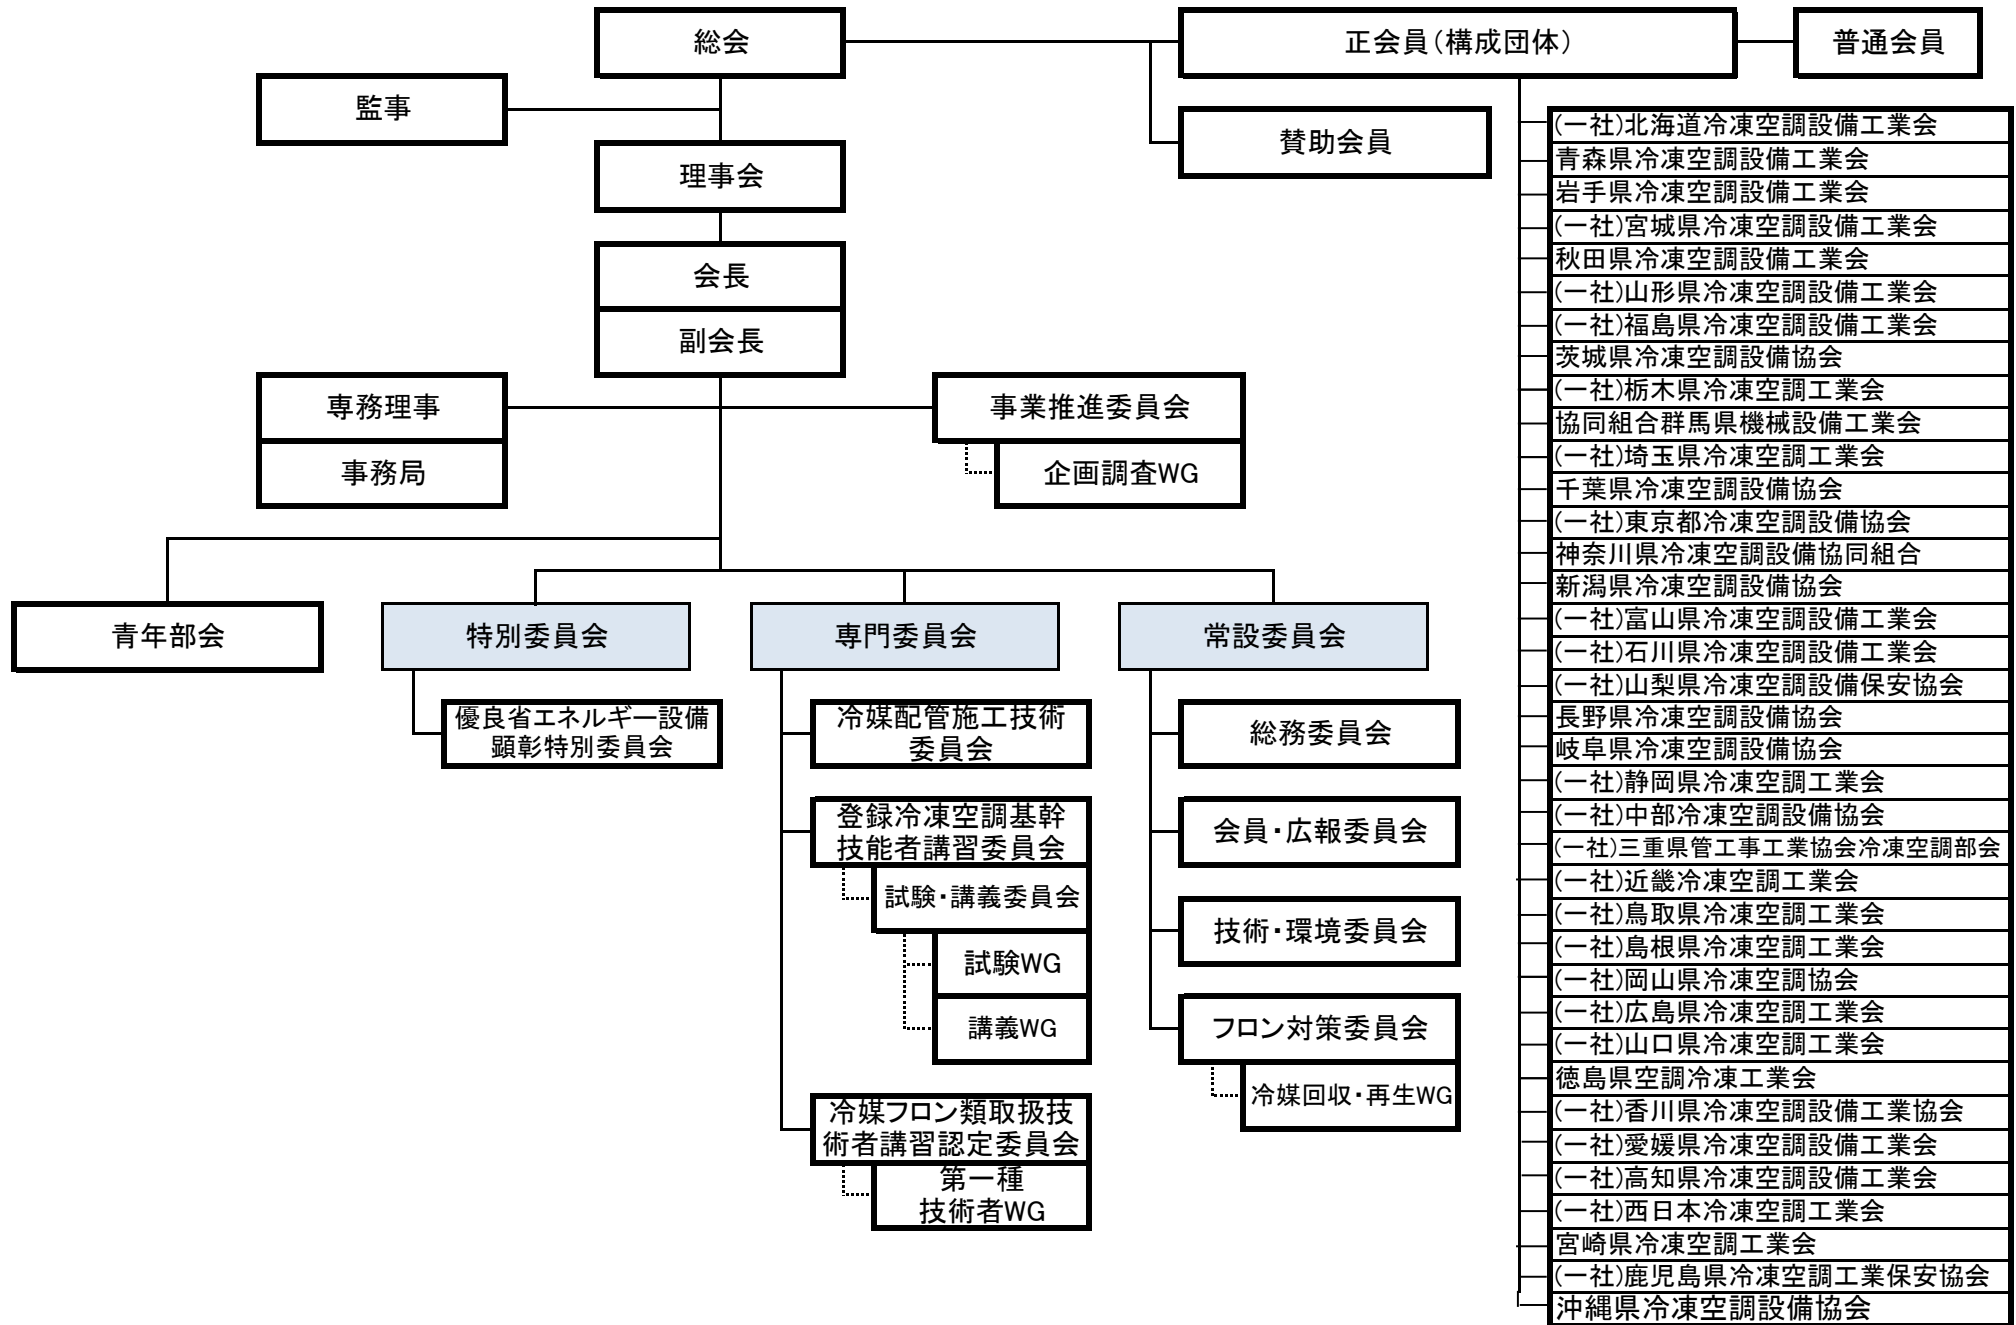 総会
正会員(構成団体)
普通会員
監事
賛助会員
理事会
会長
副会長
専務理事
事務局
事業推進委員会
企画調査WG
青年部会
特別委員会
優良省エネルギー設備
顕彰特別委員会
専門委員会
冷媒配管施工技術
委員会
登録冷凍空調基幹
技能者講習委員会
試験・講義委員会
試験WG
講義WG
冷媒フロン類取扱技
術者講習認定委員会
第一種
技術者WG
常設委員会
総務委員会
会員・広報委員会
技術・環境委員会
フロン対策委員会
冷媒回収・再生WG
(一社)北海道冷凍空調設備工業会
青森県冷凍空調設備工業会
岩手県冷凍空調設備工業会
(一社)宮城県冷凍空調設備工業会
秋田県冷凍空調設備工業会
(一社)山形県冷凍空調設備工業会
(一社)福島県冷凍空調設備工業会
茨城県冷凍空調設備協会
(一社)栃木県冷凍空調工業会
協同組合群馬県機械設備工業会
(一社)埼玉県冷凍空調工業会
千葉県冷凍空調設備協会
(一社)東京都冷凍空調設備協会
神奈川県冷凍空調設備協同組合
新潟県冷凍空調設備協会
(一社)富山県冷凍空調設備工業会
(一社)石川県冷凍空調設備工業会
(一社)山梨県冷凍空調設備保安協会
長野県冷凍空調設備協会
岐阜県冷凍空調設備協会
(一社)静岡県冷凍空調工業会
(一社)中部冷凍空調設備協会
(一社)三重県管工事工業協会冷凍空調部会
(一社)近畿冷凍空調工業会
(一社)鳥取県冷凍空調工業会
(一社)島根県冷凍空調工業会
(一社)岡山県冷凍空調協会
(一社)広島県冷凍空調工業会
(一社)山口県冷凍空調工業会
徳島県空調冷凍工業会
(一社)香川県冷凍空調設備工業協会
(一社)愛媛県冷凍空調設備工業会
(一社)高知県冷凍空調設備工業会
(一社)西日本冷凍空調工業会
宮崎県冷凍空調工業会
(一社)鹿児島県冷凍空調工業保安協会
沖縄県冷凍空調設備協会